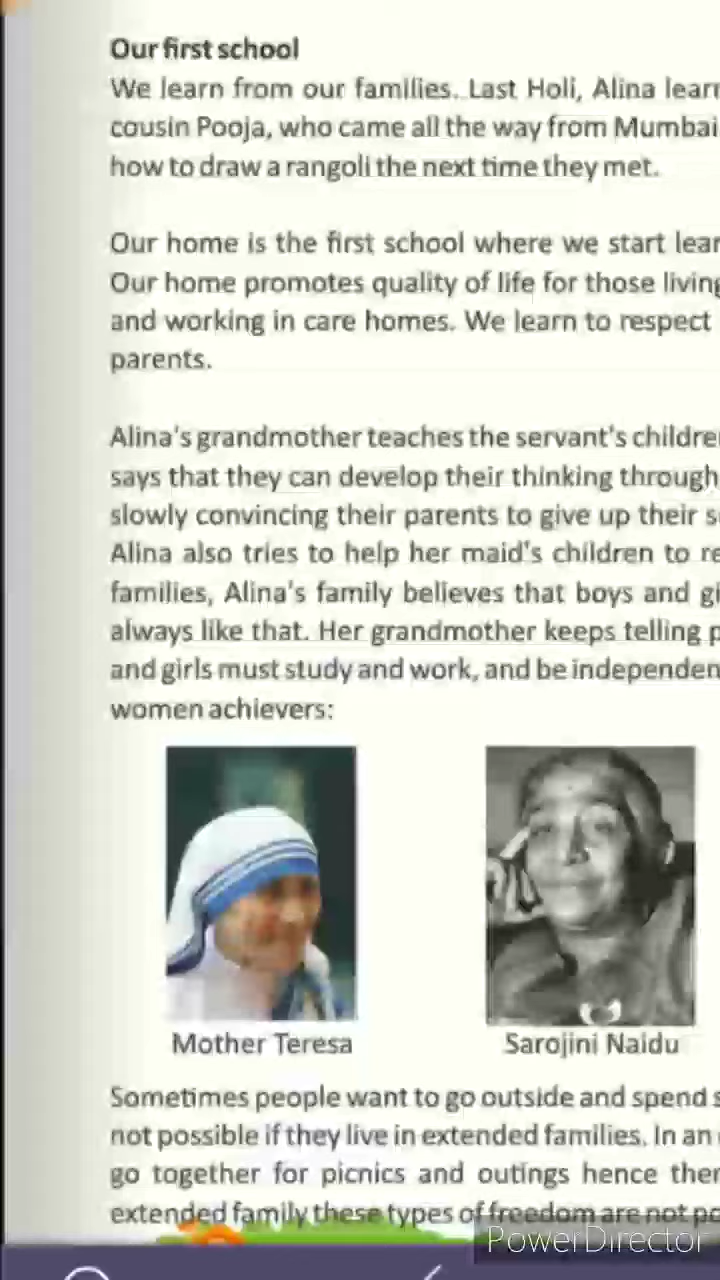 Our first school
We learn from our families. Last Holi, Alina
cousin Pooja, who came all the way from Mumbai
how to draw a rangoli the next time they met.
Our home is the first school where we start
Our home promotes quality of life for those living
and working in care homes. We learn to respect
parents.
Alina's grandmother teaches the servant's
says that they can develop their thinking through
slowly convincing their parents to give up their
Alina also tries to help her maid's children to
families, Alina's family believes that boys and
always like that. Her grandmother keeps telling
and girls must study and work, and be
women achievers:
Mother Teresa
Sarojini Naidu
Sometimes people want to go outside and spend
not possible if they live in extended families. In an
go together for picnics and outings hence
extended family these types of freedom are not
PowerDirector